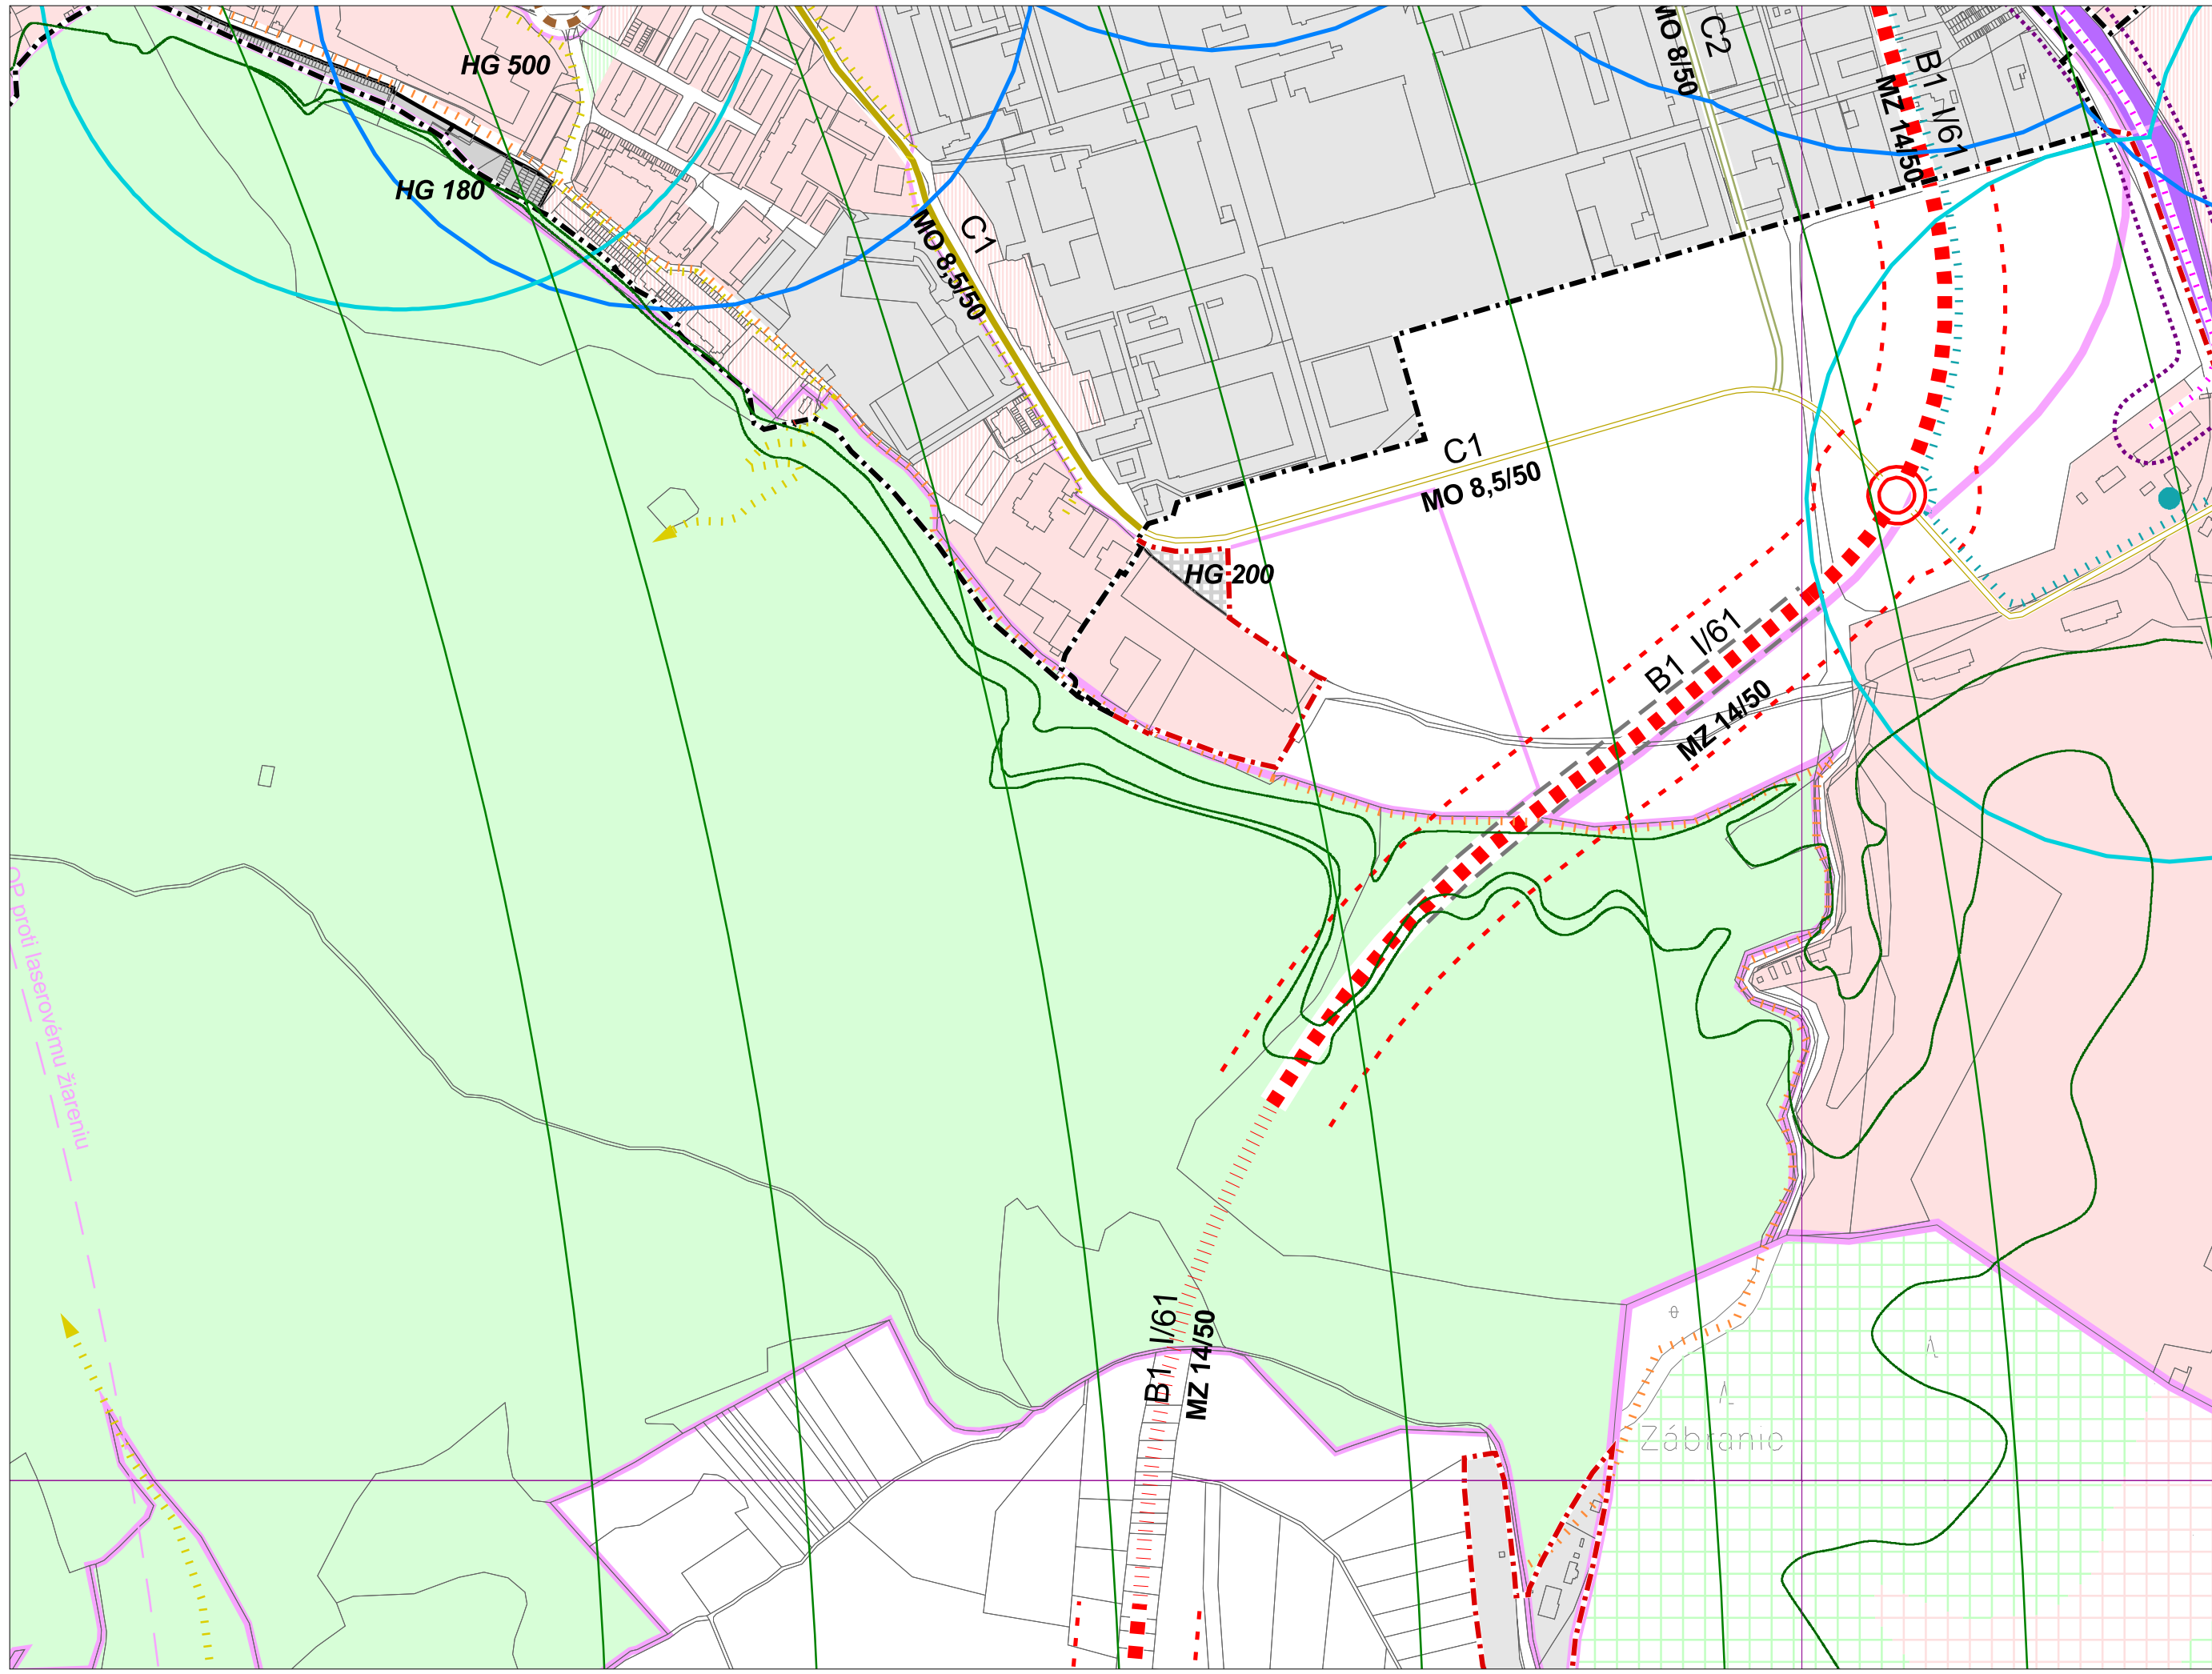 HG 500
MO 8/50
C2
B1 I/61
MZ 14/50
HG 180
C1
MO 8,5/50
C1
MO 8,5/50
HG 200
B1 I/61
MZ 14/50
OP proti laserovému žiareniu
B1 I/61
MZ 14/50
Zábranie